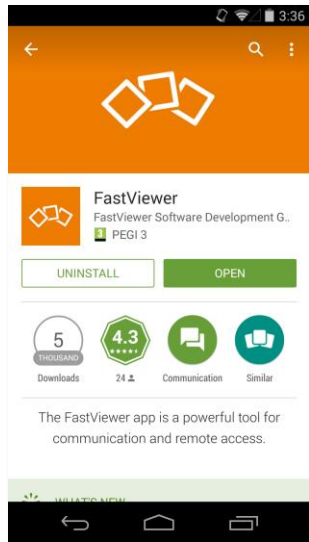 3:36
FastViewer
FastViewer Software Development G..
3 PEGI 3
UNINSTALL
OPEN
5
THOUSAND
4.3
Downloads
24
Communication
Similar
The FastViewer app is a powerful tool for
communication and remote access.
WHAT'S NEW